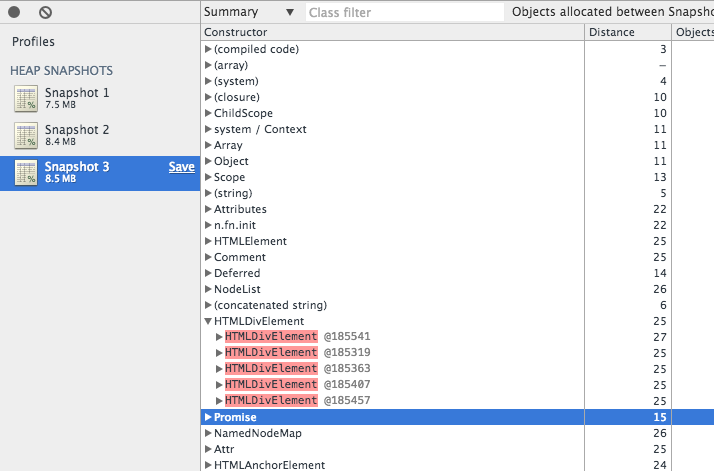 Summary ▼ Class filter Objects allocated between Snapsho
Profiles
HEAP SNAPSHOTS
Snapshot 1
7.5 MB
Snapshot 2
8.4 MB
Snapshot 3 Save
8.5 MB
Constructor Distance Objects
(compiled code) 3
(array) –
(system) 4
(closure) 10
ChildScope 10
system / Context 11
Array 11
Object 11
Scope 13
(string) 5
Attributes 22
n.fn.init 22
HTMLElement 25
Comment 25
Deferred 14
NodeList 26
(concatenated string) 6
HTMLDivElement 25
HTMLDivElement @185541 27
HTMLDivElement @185319 25
HTMLDivElement @185363 25
HTMLDivElement @185407 25
HTMLDivElement @185457 25
Promise 15
NamedNodeMap 26
Attr 25
HTMLAnchorElement 24